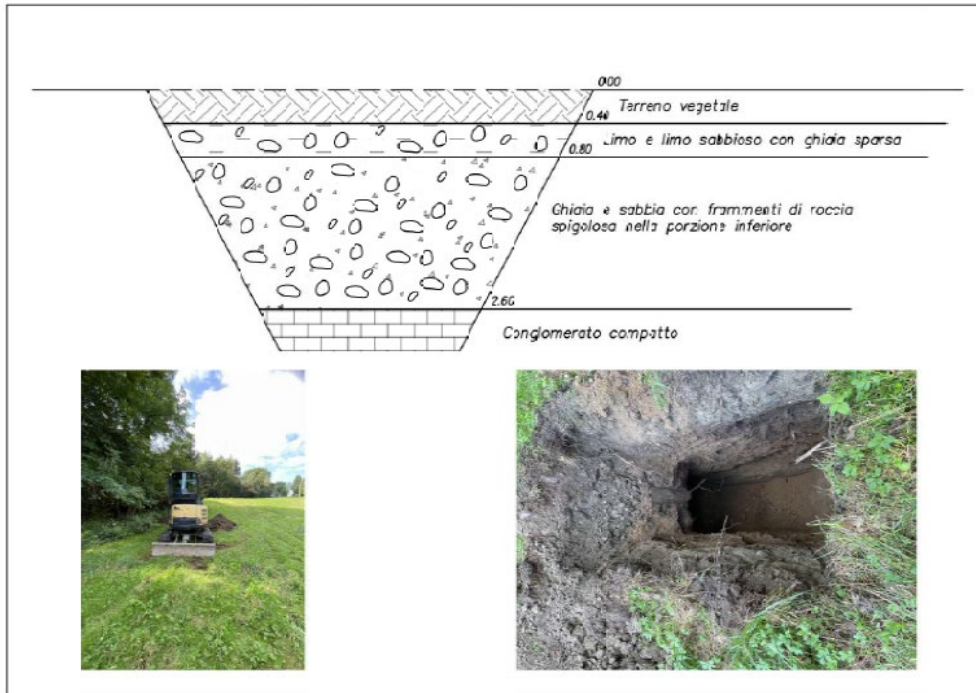 0.00
Terreno vegetale
0.40
Limo e limo sabbioso con ghiaia sparsa
0.80
Ghiaia e sabbia con frammenti di roccia
spigolosa nella porzione inferiore
2.60
Conglomerato compatto